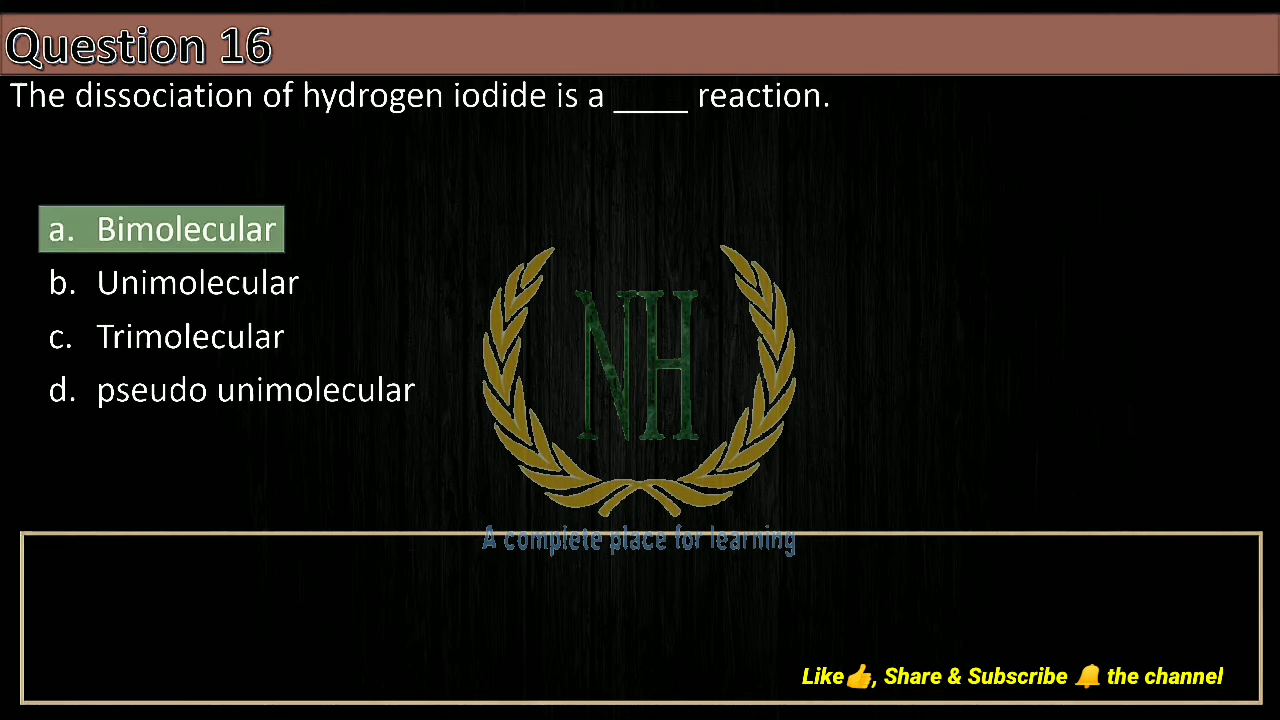 Question 16
The dissociation of hydrogen iodide is a ____ reaction.
a. Bimolecular
b. Unimolecular
c. Trimolecular
d. pseudo unimolecular
NH
A complete place for learning
Like👍, Share & Subscribe 🔔 the channel